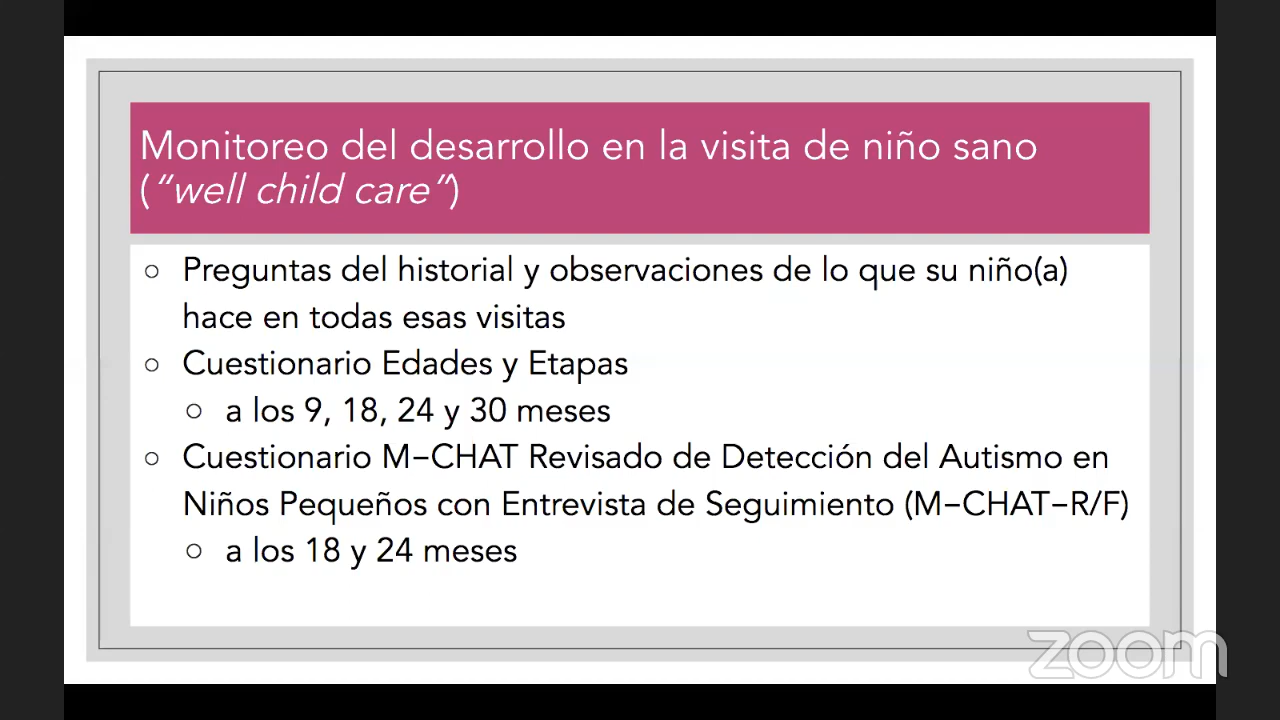 Monitoreo del desarrollo en la visita de niño sano
(“well child care”)
○ Preguntas del historial y observaciones de lo que su niño(a)
hace en todas esas visitas
○ Cuestionario Edades y Etapas
○ a los 9, 18, 24 y 30 meses
○ Cuestionario M–CHAT Revisado de Detección del Autismo en
Niños Pequeños con Entrevista de Seguimiento (M–CHAT–R/F)
○ a los 18 y 24 meses
zoom